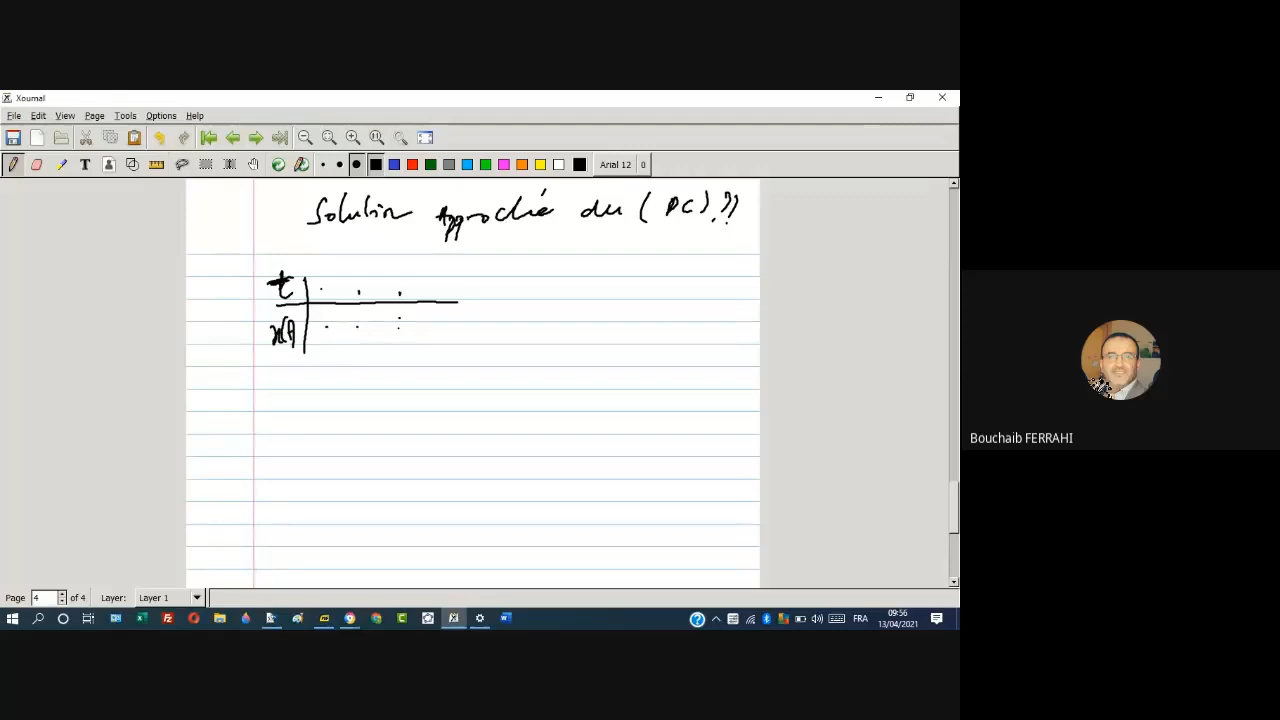 Xournal
File Edit View Page Tools Options Help
Arial 12 0
Solution Approchée du (PC).??
t
x(t)
Bouchaib FERRAHI
Page 4 of 4 Layer: Layer 1
FRA
09:56
13/04/2021